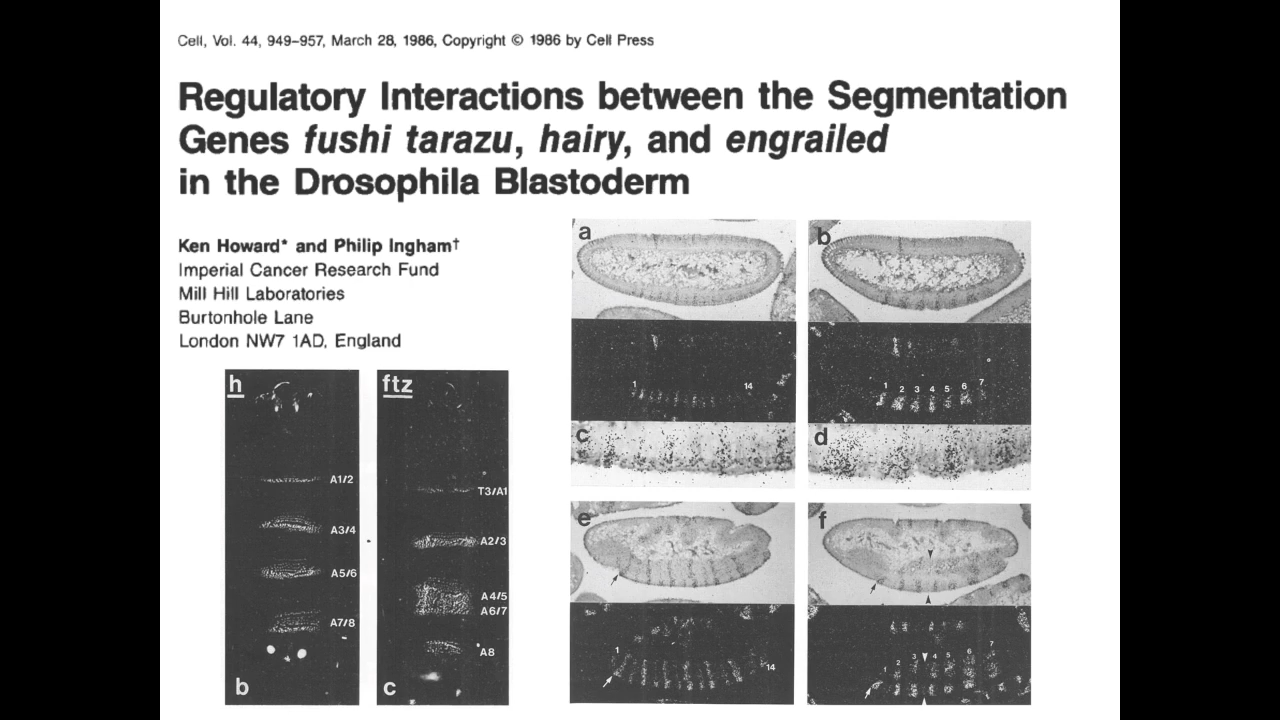 Cell, Vol. 44, 949–957, March 28, 1986, Copyright © 1986 by Cell Press
Regulatory Interactions between the Segmentation
Genes fushi tarazu, hairy, and engrailed
in the Drosophila Blastoderm
Ken Howard* and Philip Ingham†
Imperial Cancer Research Fund
Mill Hill Laboratories
Burtonhole Lane
London NW7 1AD, England
h
A1/2
A3/4
A5/6
A7/8
b
ftz
T3/A1
A2/3
A4/5
A6/7
A8
c
a
1 14
b
1 2 3 4 5 6 7
c
d
e
1 14
f
1 2 3 4 5 6 7